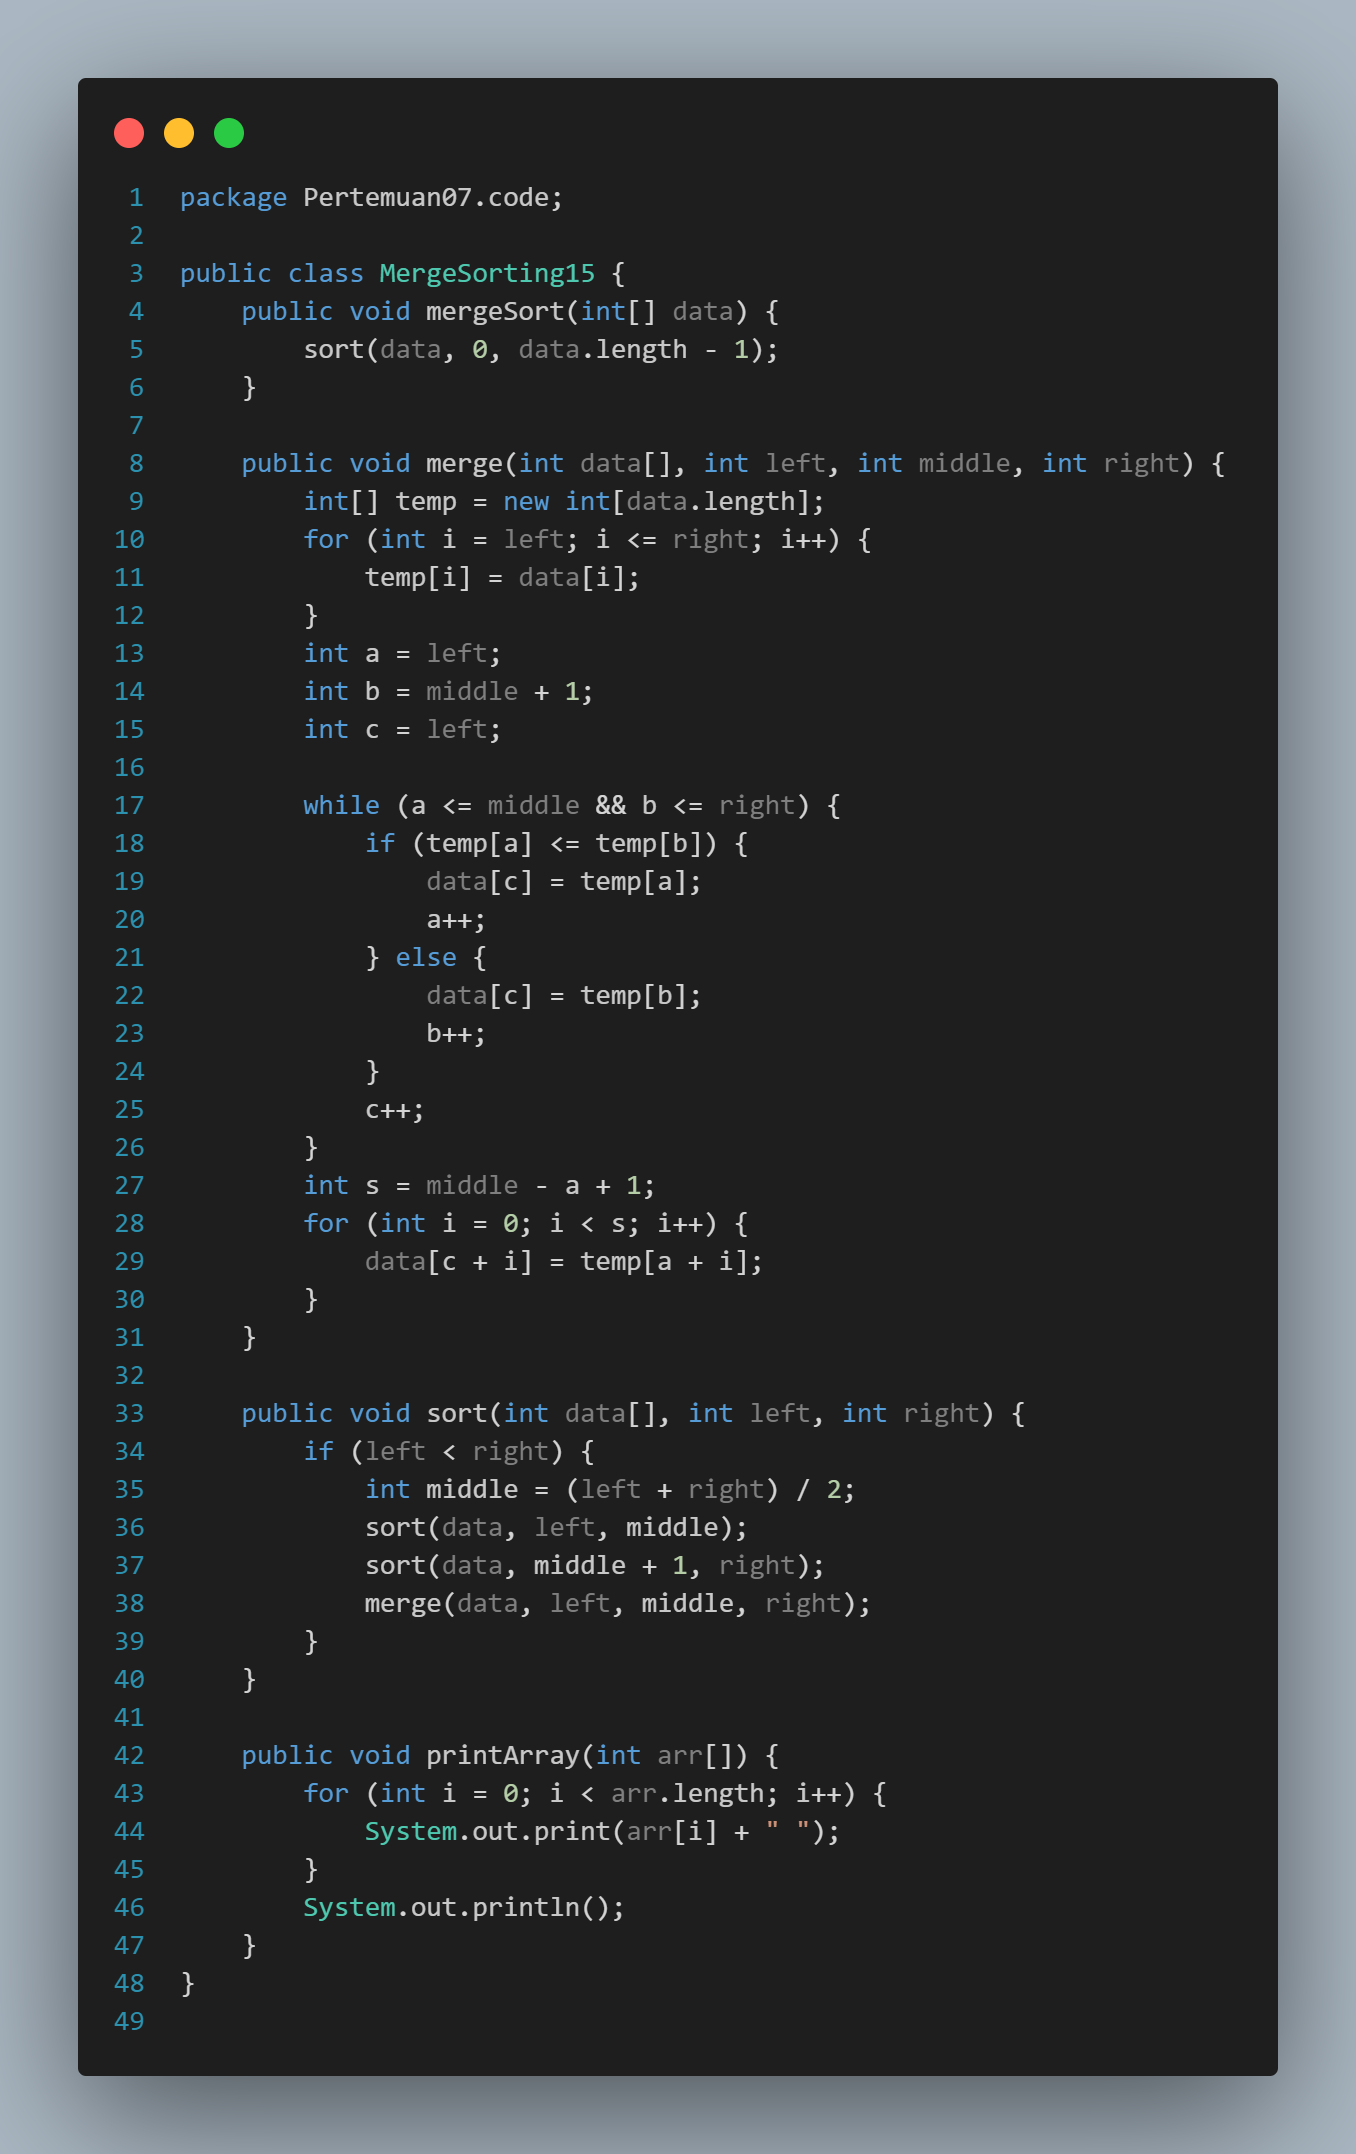 1 package Pertemuan07.code;
2
3 public class MergeSorting15 {
4     public void mergeSort(int[] data) {
5         sort(data, 0, data.length - 1);
6     }
7
8     public void merge(int data[], int left, int middle, int right) {
9         int[] temp = new int[data.length];
10         for (int i = left; i <= right; i++) {
11             temp[i] = data[i];
12         }
13         int a = left;
14         int b = middle + 1;
15         int c = left;
16
17         while (a <= middle && b <= right) {
18             if (temp[a] <= temp[b]) {
19                 data[c] = temp[a];
20                 a++;
21             } else {
22                 data[c] = temp[b];
23                 b++;
24             }
25             c++;
26         }
27         int s = middle - a + 1;
28         for (int i = 0; i < s; i++) {
29             data[c + i] = temp[a + i];
30         }
31     }
32
33     public void sort(int data[], int left, int right) {
34         if (left < right) {
35             int middle = (left + right) / 2;
36             sort(data, left, middle);
37             sort(data, middle + 1, right);
38             merge(data, left, middle, right);
39         }
40     }
41
42     public void printArray(int arr[]) {
43         for (int i = 0; i < arr.length; i++) {
44             System.out.print(arr[i] + " ");
45         }
46         System.out.println();
47     }
48 }
49